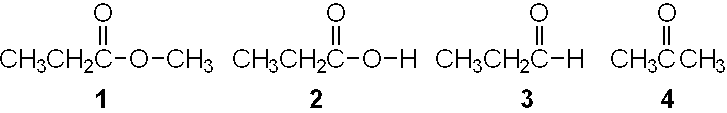 O O O O
CH3CH2C–O–CH3 CH3CH2C–O–H CH3CH2C–H CH3CCH3
1 2 3 4